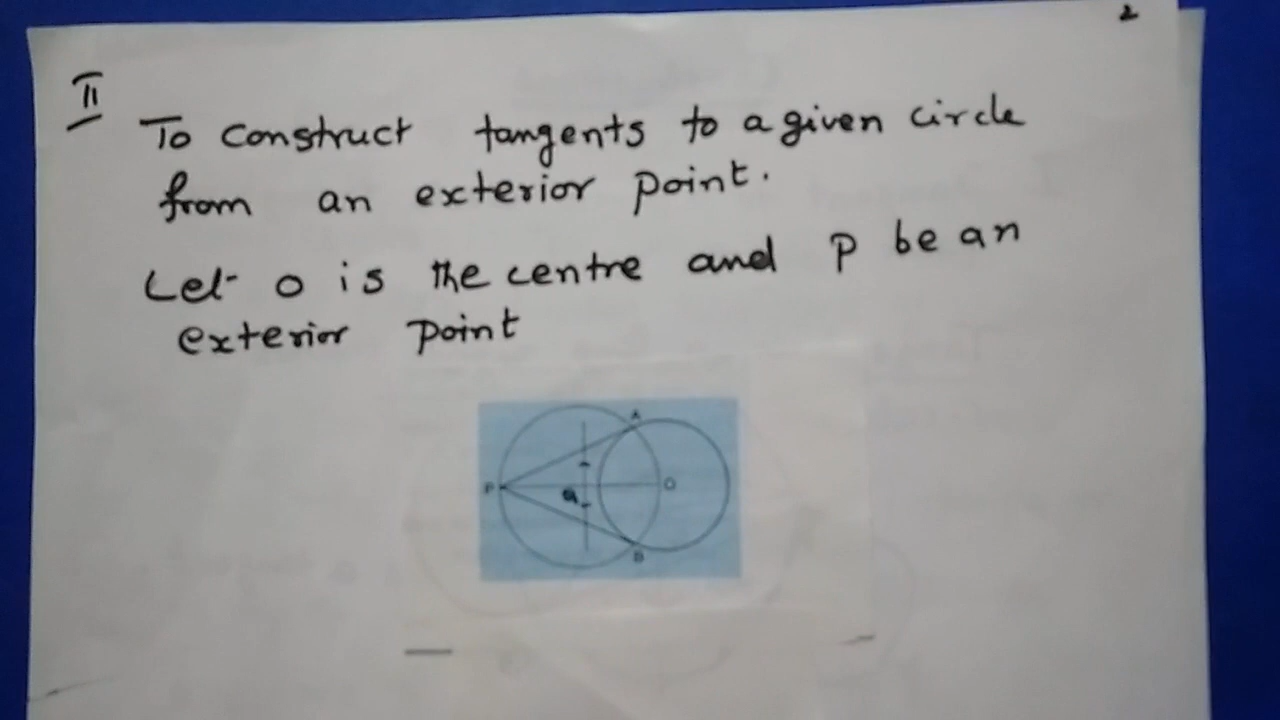 2
II
To construct tangents to a given circle
from an exterior point.
Let o is the centre and P be an
exterior point
A
P
Q
O
B